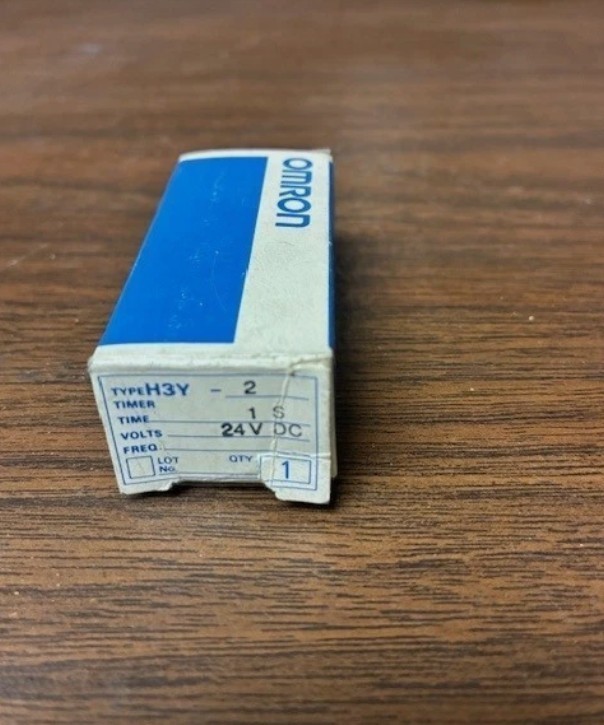 OMRON
TYPE H3Y - 2
TIMER
TIME 1 S
VOLTS 24V DC
FREQ
LOT No. QTY 1